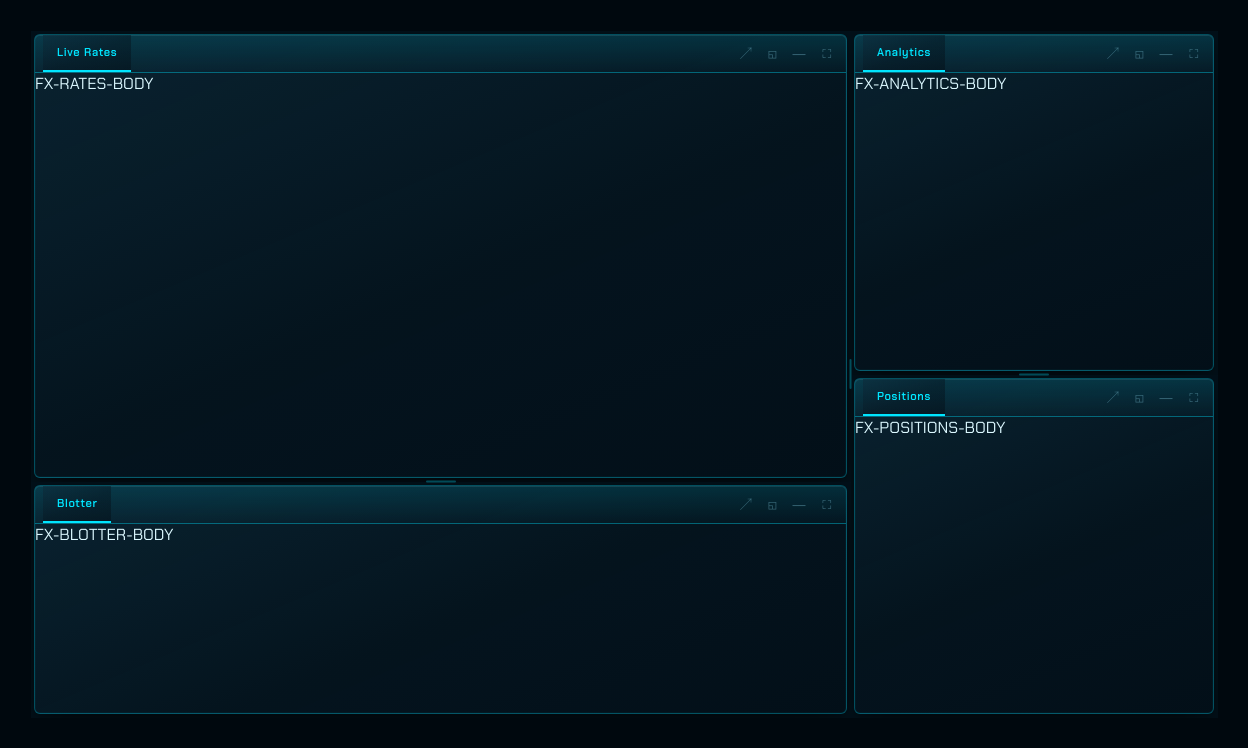 Live Rates
FX-RATES-BODY
Analytics
FX-ANALYTICS-BODY
Blotter
FX-BLOTTER-BODY
Positions
FX-POSITIONS-BODY